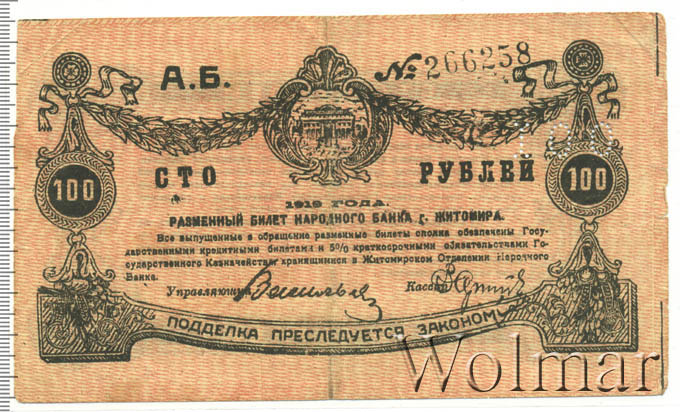 А.Б. № 266258
СТО РУБЛЕЙ
100 100
1919 ГОДА.
РАЗМЕННЫЙ БИЛЕТ НАРОДНОГО БАНКА г. ЖИТОМИРА.
Все выпущенные в обращение разменные билеты сполна обеспечены Госу-
дарственными кредитными билетами и 5% краткосрочными обязательствами Го-
сударственного Казначейства хранящимися в Житомирском Отделении Народного
Банка.
Управляющий Кассир
ПОДДЕЛКА ПРЕСЛЕДУЕТСЯ ЗАКОНОМ
Wolmar